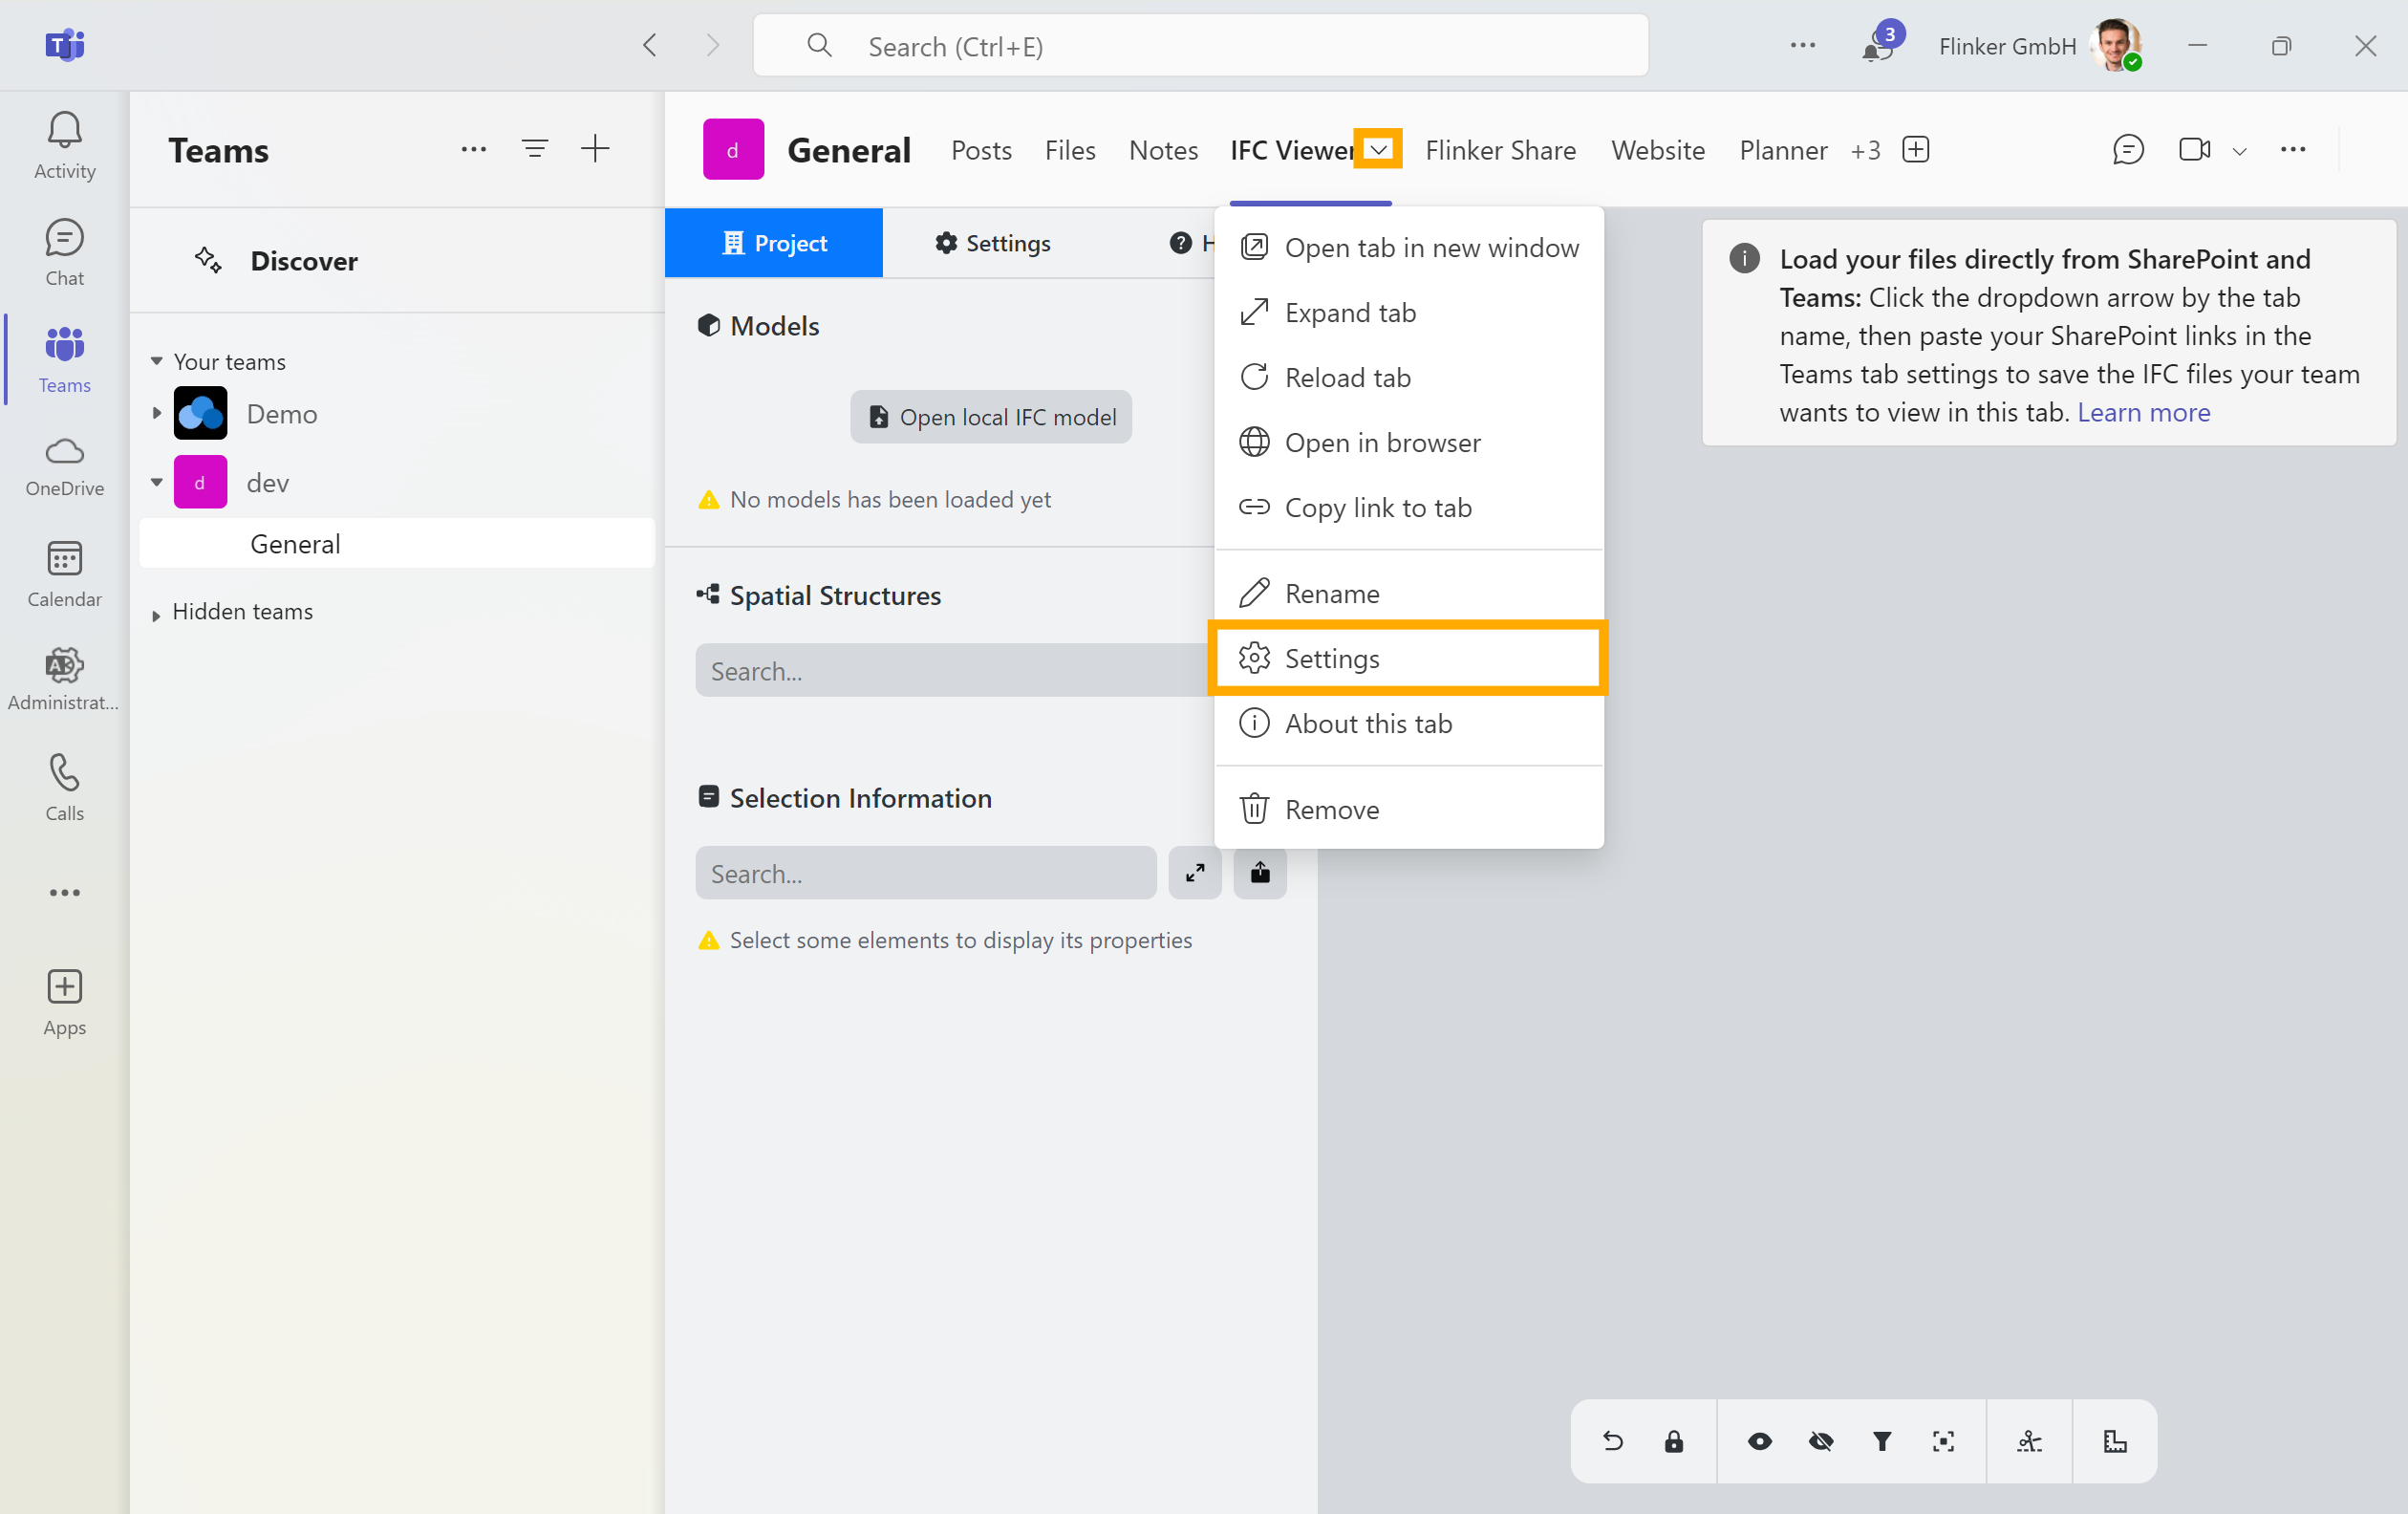 T
Search (Ctrl+E)
3
Flinker GmbH
Activity
Chat
Teams
OneDrive
Calendar
A
Administrat...
Calls
Apps
Teams
Discover
Your teams
Demo
d
dev
General
Hidden teams
d
General
Posts
Files
Notes
IFC Viewer
Flinker Share
Website
Planner
+3
Project
Settings
H
Models
Open local IFC model
No models has been loaded yet
Spatial Structures
Search...
Selection Information
Search...
Select some elements to display its properties
Open tab in new window
Expand tab
Reload tab
Open in browser
Copy link to tab
Rename
Settings
About this tab
Remove
Load your files directly from SharePoint and
Teams: Click the dropdown arrow by the tab
name, then paste your SharePoint links in the
Teams tab settings to save the IFC files your team
wants to view in this tab. Learn more